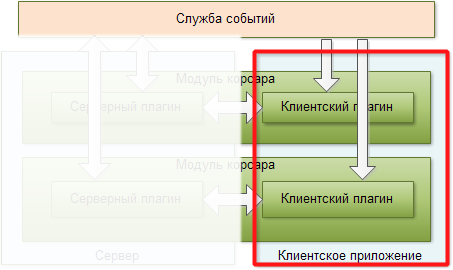 Служба событий
Модуль корсара
Серверный плагин
Клиентский плагин
Модуль корсара
Серверный плагин
Клиентский плагин
Сервер
Клиентское приложение